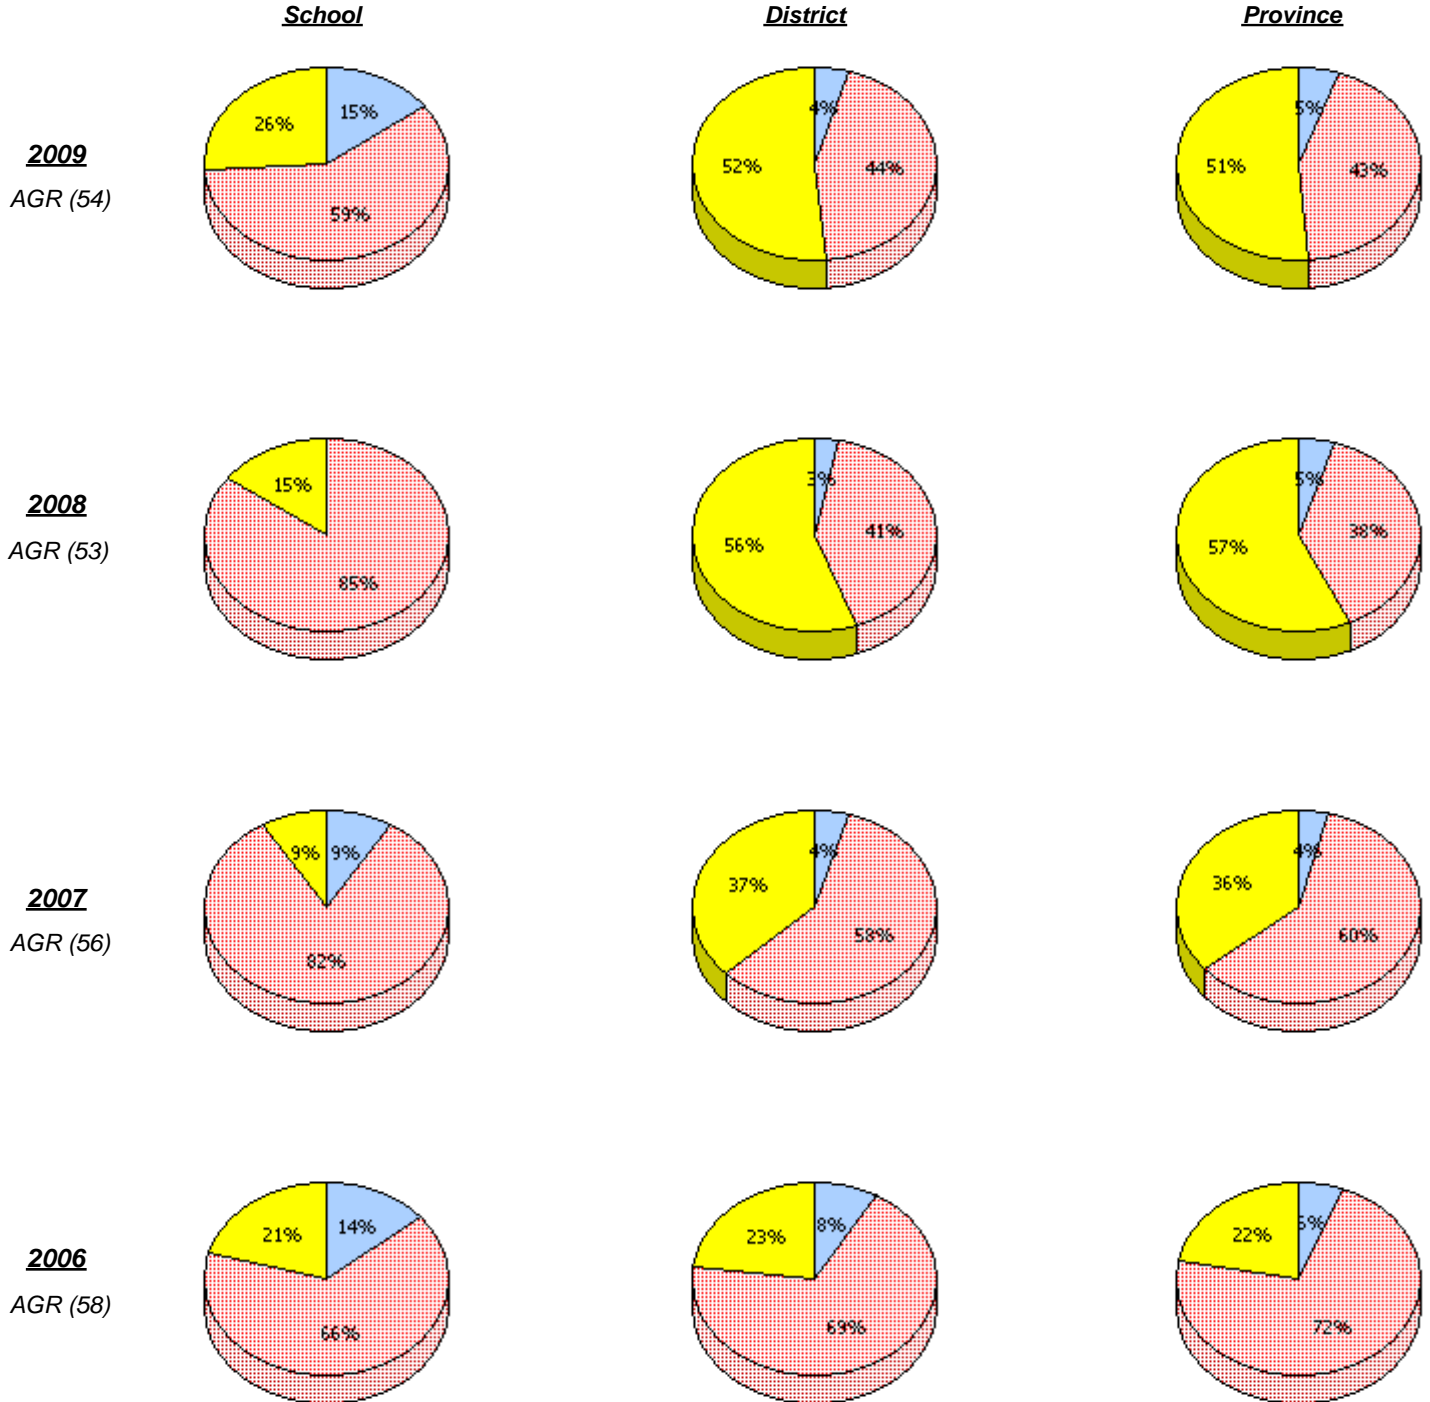 School District Province
26% 15% 4% 52% 44% 5% 51% 43%
59%
2009
AGR (54)
15% 85% 3% 56% 41% 5% 57% 38%
2008
AGR (53)
9% 9% 82% 4% 37% 58% 4% 36% 60%
2007
AGR (56)
21% 14% 66% 23% 8% 69% 22% 72%
2006
AGR (58)